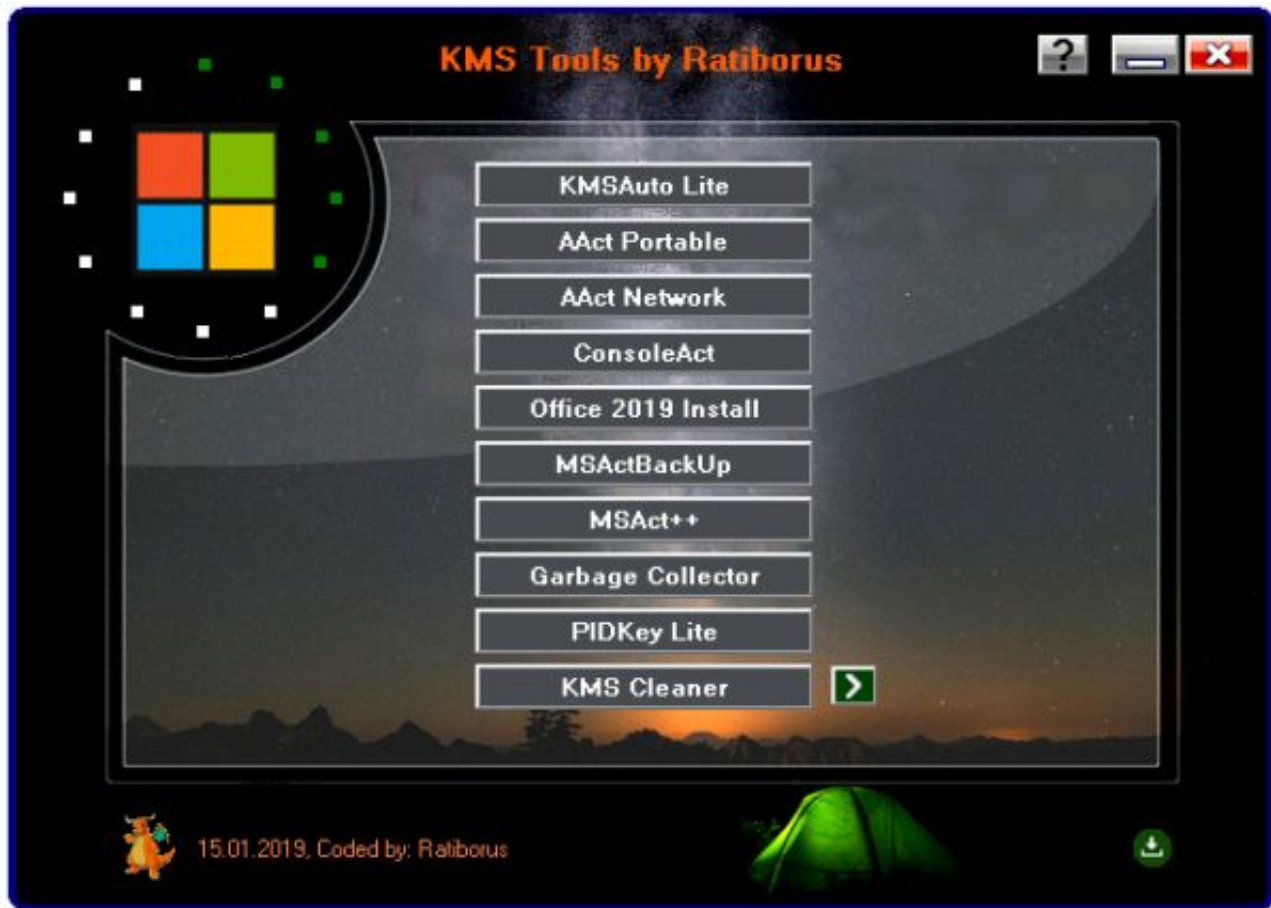 KMS Tools by Ratiborus
?
KMSAuto Lite
AAct Portable
AAct Network
ConsoleAct
Office 2019 Install
MSActBackUp
MSAct++
Garbage Collector
PIDKey Lite
KMS Cleaner
15.01.2019, Coded by: Ratiborus